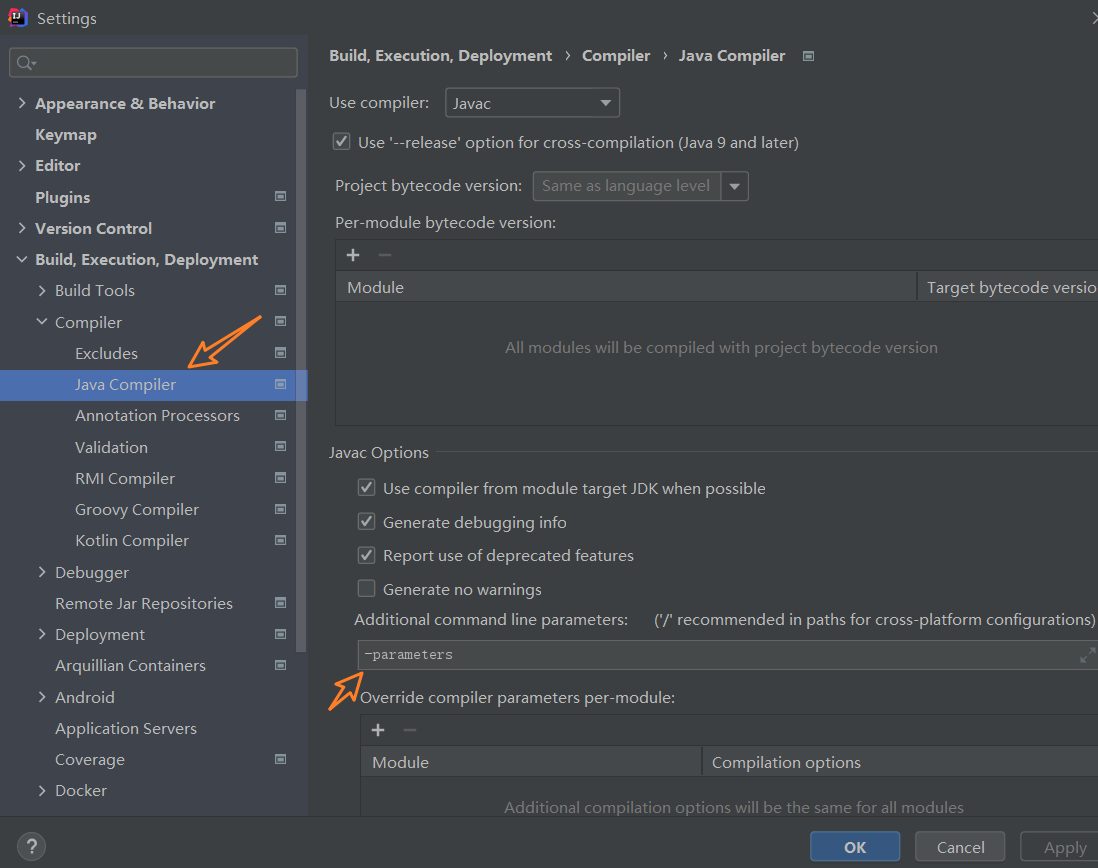 Settings
Appearance & Behavior
Keymap
Editor
Plugins
Version Control
Build, Execution, Deployment
Build Tools
Compiler
Excludes
Java Compiler
Annotation Processors
Validation
RMI Compiler
Groovy Compiler
Kotlin Compiler
Debugger
Remote Jar Repositories
Deployment
Arquillian Containers
Android
Application Servers
Coverage
Docker
Build, Execution, Deployment › Compiler › Java Compiler
Use compiler: Javac
Use '--release' option for cross-compilation (Java 9 and later)
Project bytecode version: Same as language level
Per-module bytecode version:
Module Target bytecode versio
All modules will be compiled with project bytecode version
Javac Options
Use compiler from module target JDK when possible
Generate debugging info
Report use of deprecated features
Generate no warnings
Additional command line parameters: ('/' recommended in paths for cross-platform configurations)
-parameters
Override compiler parameters per-module:
Module Compilation options
Additional compilation options will be the same for all modules
? OK Cancel Apply